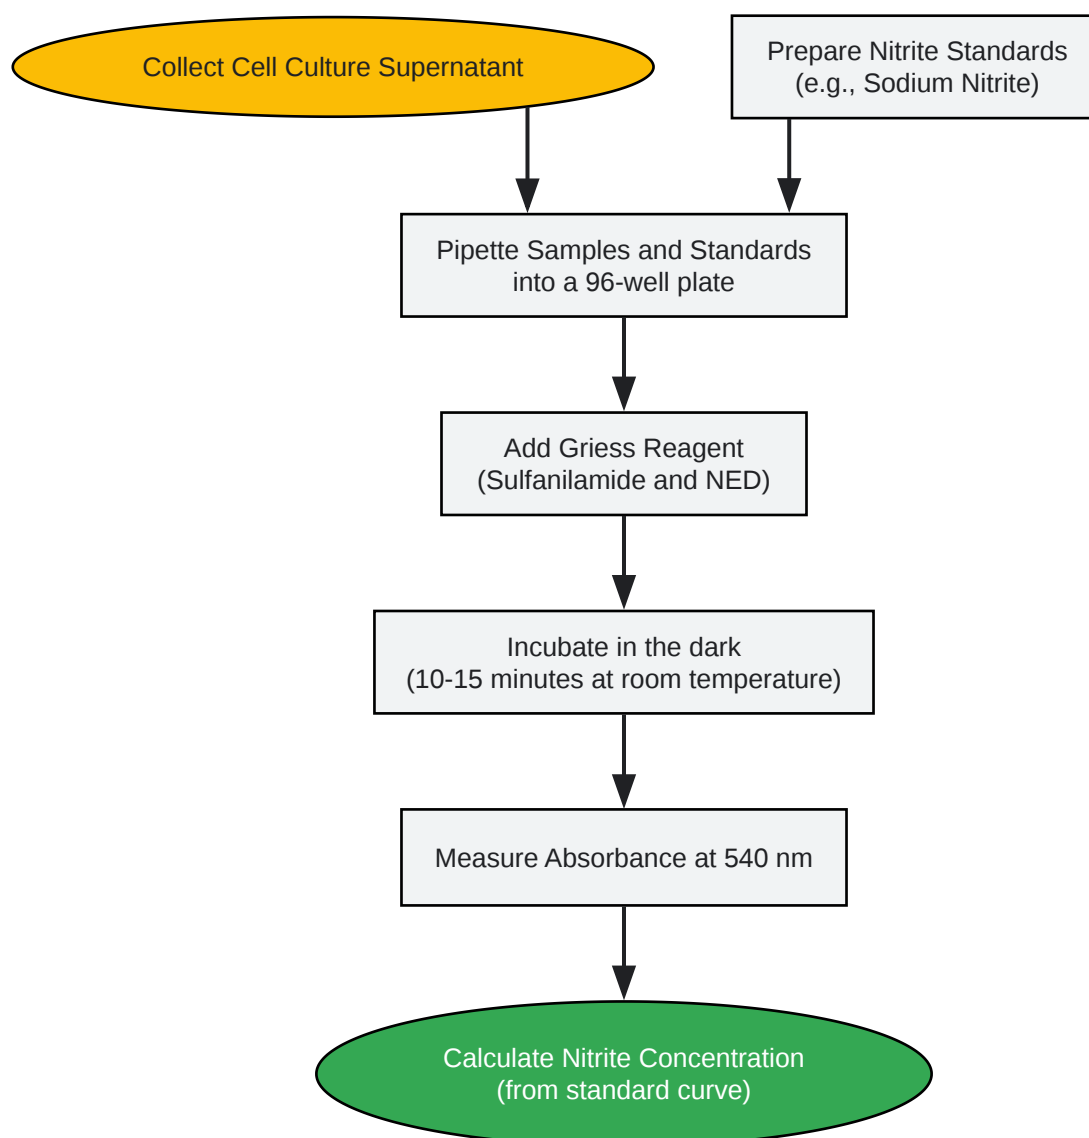 Collect Cell Culture Supernatant
Prepare Nitrite Standards
(e.g., Sodium Nitrite)
Pipette Samples and Standards
into a 96-well plate
Add Griess Reagent
(Sulfanilamide and NED)
Incubate in the dark
(10-15 minutes at room temperature)
Measure Absorbance at 540 nm
Calculate Nitrite Concentration
(from standard curve)